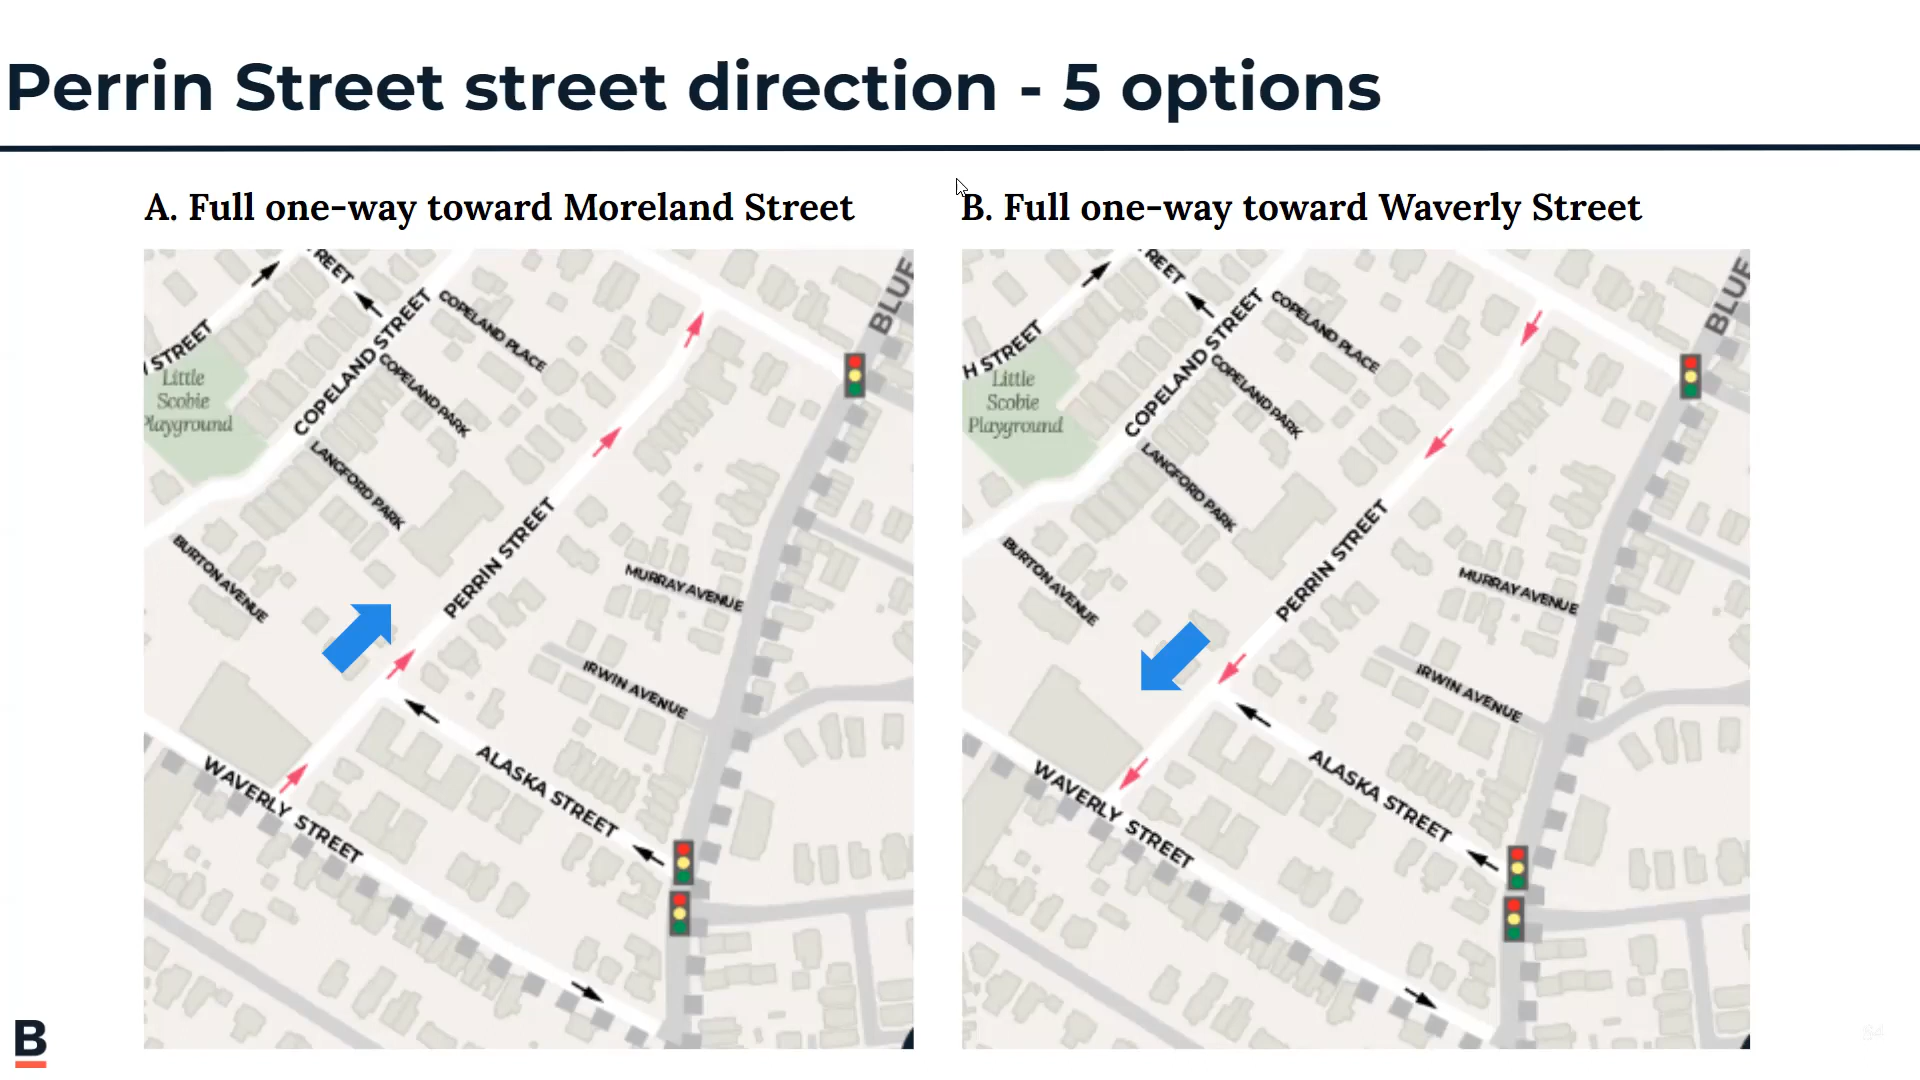 Perrin Street street direction - 5 options
A. Full one-way toward Moreland Street
B. Full one-way toward Waverly Street
REET
BLUE
COPELAND PLACE
COPELAND STREET
H STREET
Little
Scobie
Playground
COPELAND PARK
LANGFORD PARK
PERRIN STREET
BURTON AVENUE
MURRAY AVENUE
IRWIN AVENUE
ALASKA STREET
WAVERLY STREET
REET
BLUE
COPELAND PLACE
COPELAND STREET
H STREET
Little
Scobie
Playground
COPELAND PARK
LANGFORD PARK
PERRIN STREET
BURTON AVENUE
MURRAY AVENUE
IRWIN AVENUE
ALASKA STREET
WAVERLY STREET
B